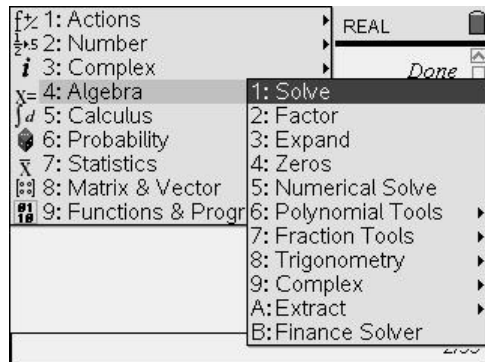 1: Actions
REAL
2: Number
3: Complex
Done
4: Algebra
1: Solve
5: Calculus
2: Factor
6: Probability
3: Expand
7: Statistics
4: Zeros
8: Matrix & Vector
5: Numerical Solve
9: Functions & Progr
6: Polynomial Tools
7: Fraction Tools
8: Trigonometry
9: Complex
A: Extract
B: Finance Solver